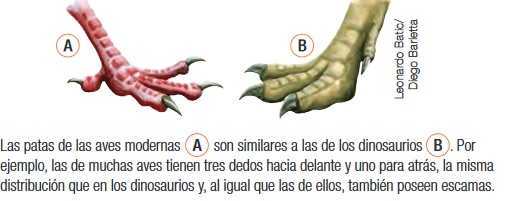 A
B
Leonardo Batic/
Diego Barletta
Las patas de las aves modernas A son similares a las de los dinosaurios B . Por
ejemplo, las de muchas aves tienen tres dedos hacia delante y uno para atrás, la misma
distribución que en los dinosaurios y, al igual que las de ellos, también poseen escamas.